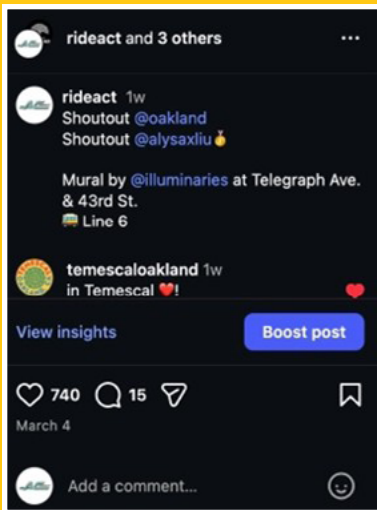 rideact and 3 others
rideact 1w
Shoutout @oakland
Shoutout @alysaxliu🥇
Mural by @illuminaries at Telegraph Ave.
& 43rd St.
🚎 Line 6
temescaloakland 1w
in Temescal ❤️!
View insights
Boost post
740 15
March 4
Add a comment...